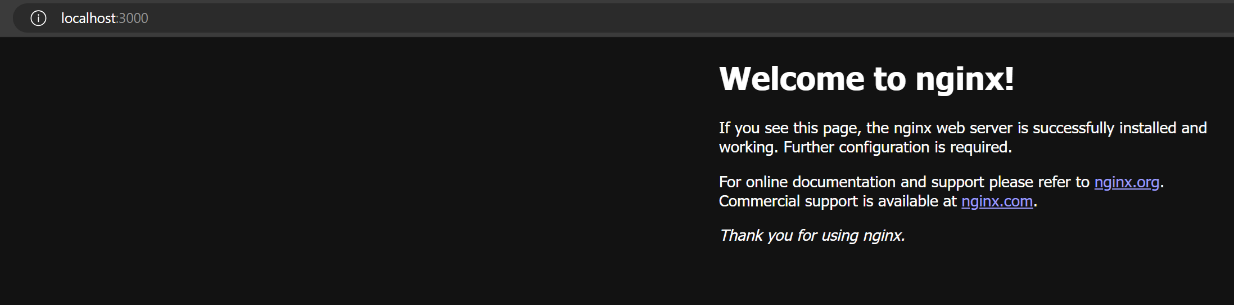 localhost:3000
Welcome to nginx!
If you see this page, the nginx web server is successfully installed and
working. Further configuration is required.
For online documentation and support please refer to nginx.org.
Commercial support is available at nginx.com.
Thank you for using nginx.